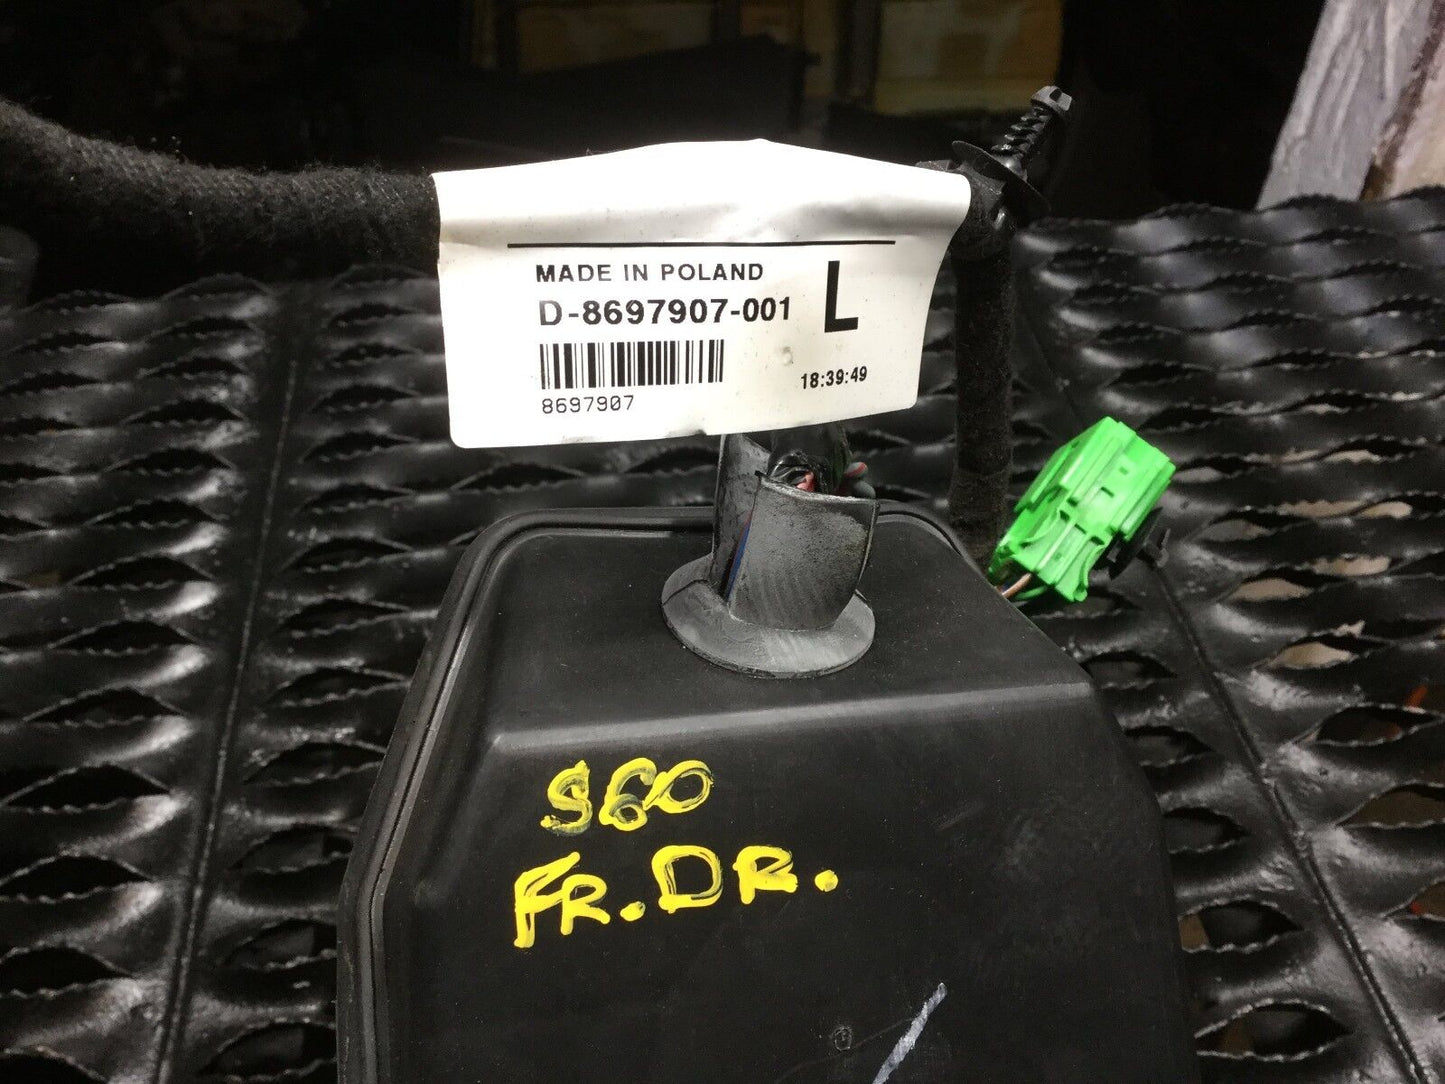 MADE IN POLAND
D-8697907-001 L
18:39:49
8697907
S60
FR.DR.